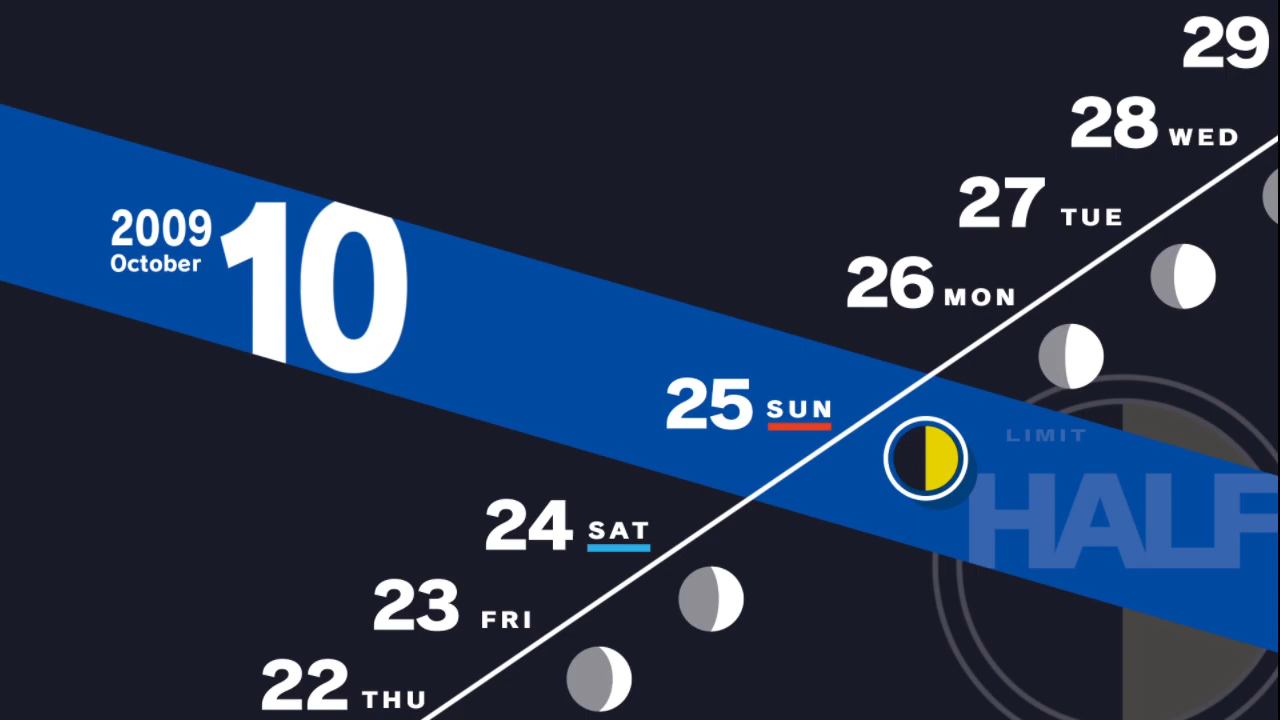 29
28 WED
27 TUE
2009
October
10
26 MON
25 SUN
LIMIT
HALF
24 SAT
23 FRI
22 THU